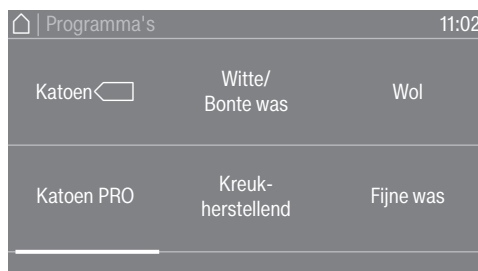 | Programma's 11:02
Katoen
Witte/
Bonte was
Wol
Katoen PRO
Kreuk-
herstellend
Fijne was